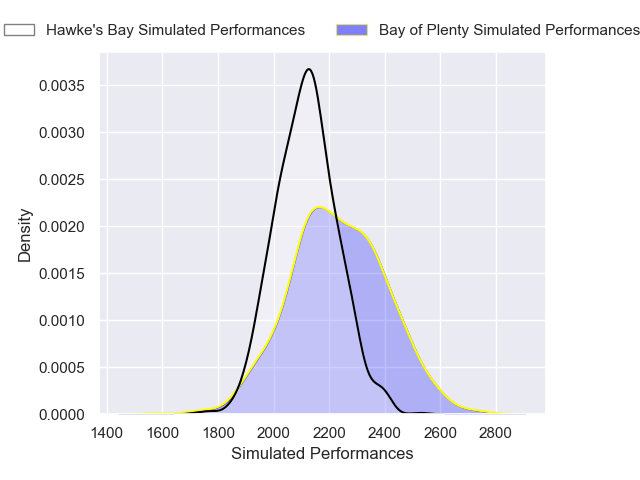 Hawke's Bay Simulated Performances
Bay of Plenty Simulated Performances
0.0035
0.0030
0.0025
0.0020
0.0015
0.0010
0.0005
0.0000
Density
1400 1600 1800 2000 2200 2400 2600 2800
Simulated Performances